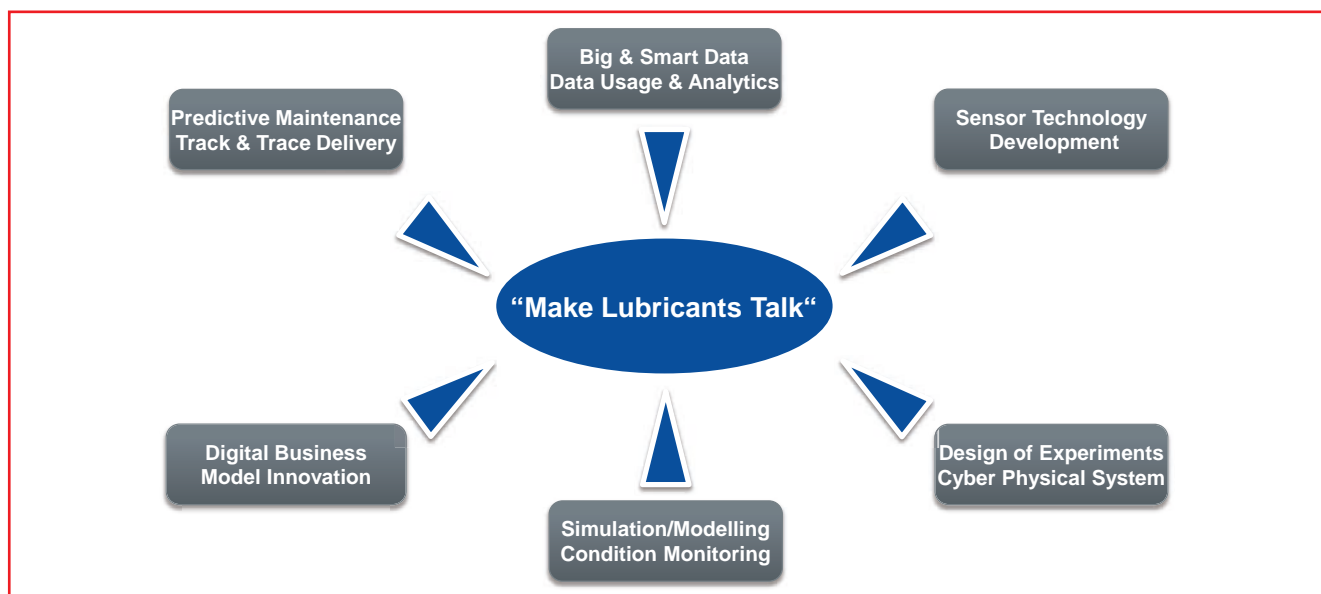 Big & Smart Data
Data Usage & Analytics
Predictive Maintenance
Track & Trace Delivery
Sensor Technology
Development
“Make Lubricants Talk“
Digital Business
Model Innovation
Design of Experiments
Cyber Physical System
Simulation/Modelling
Condition Monitoring